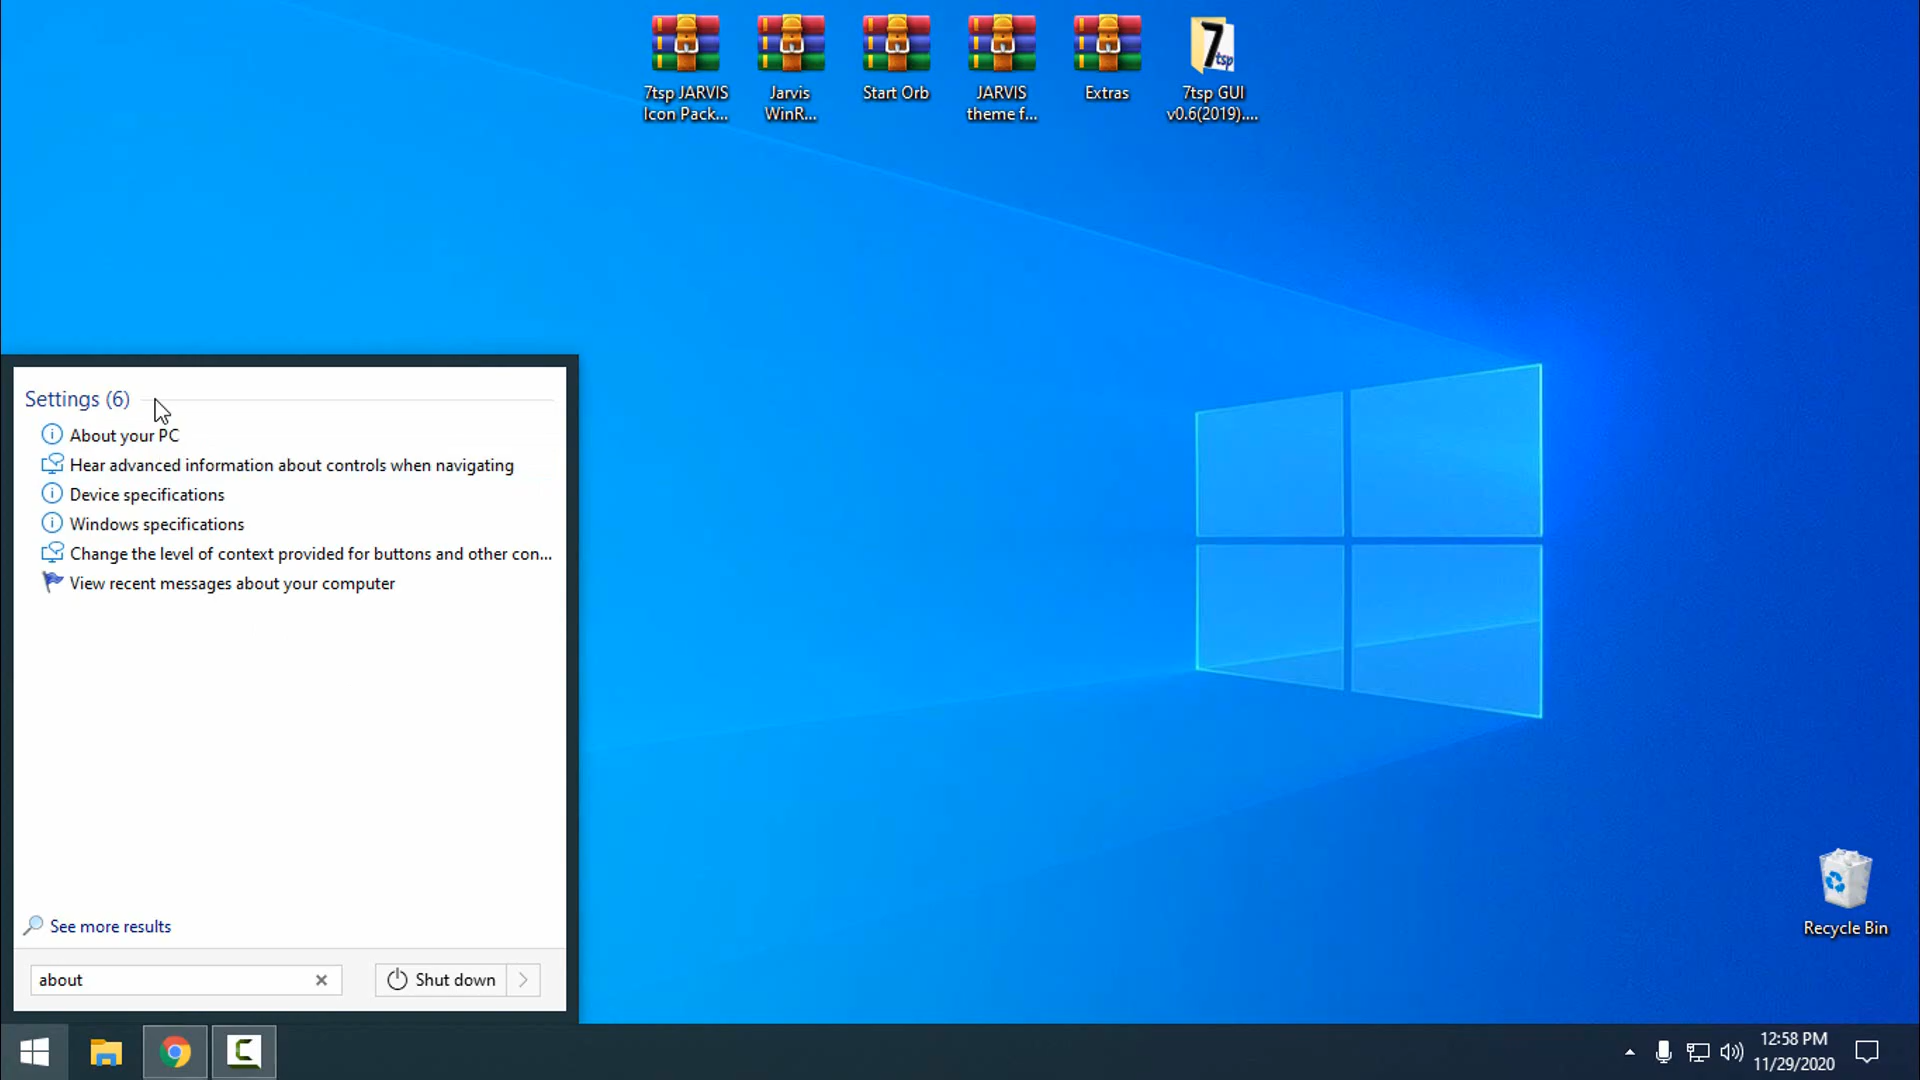 7tsp JARVIS
Icon Pack...
Jarvis
WinR...
Start Orb
JARVIS
theme f...
Extras
7
tsp
7tsp GUI
v0.6(2019)....
Settings (6)
About your PC
Hear advanced information about controls when navigating
Device specifications
Windows specifications
Change the level of context provided for buttons and other con...
View recent messages about your computer
See more results
about
Shut down
Recycle Bin
12:58 PM
11/29/2020